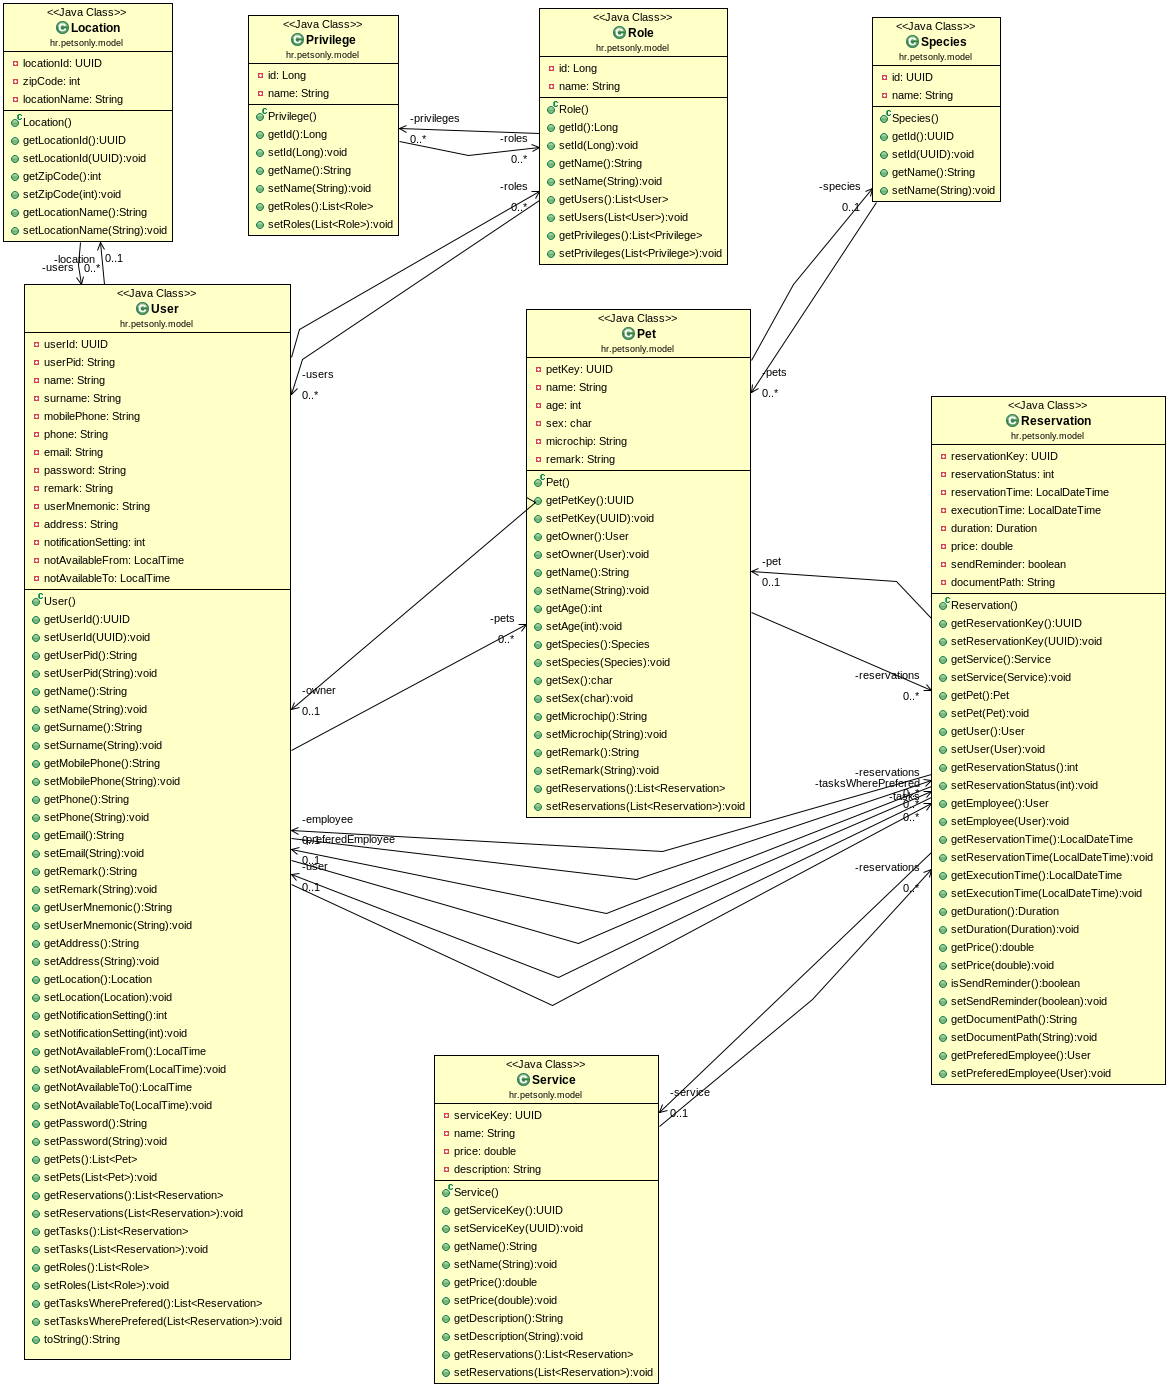 <<Java Class>>
Location
hr.petsonly.model
locationId: UUID
zipCode: int
locationName: String
Location()
getLocationId():UUID
setLocationId(UUID):void
getZipCode():int
setZipCode(int):void
getLocationName():String
setLocationName(String):void
<<Java Class>>
Privilege
hr.petsonly.model
id: Long
name: String
Privilege()
getId():Long
setId(Long):void
getName():String
setName(String):void
getRoles():List<Role>
setRoles(List<Role>):void
<<Java Class>>
Role
hr.petsonly.model
id: Long
name: String
Role()
getId():Long
setId(Long):void
getName():String
setName(String):void
getUsers():List<User>
setUsers(List<User>):void
getPrivileges():List<Privilege>
setPrivileges(List<Privilege>):void
<<Java Class>>
Species
hr.petsonly.model
id: UUID
name: String
Species()
getId():UUID
setId(UUID):void
getName():String
setName(String):void
-privileges
0..*
-roles
0..*
-roles
0..*
-species
0..1
-location
0..1
-users
0..*
-users
0..*
-pets
0..*
<<Java Class>>
User
hr.petsonly.model
userId: UUID
userPid: String
name: String
surname: String
mobilePhone: String
phone: String
email: String
password: String
remark: String
userMnemonic: String
address: String
notificationSetting: int
notAvailableFrom: LocalTime
notAvailableTo: LocalTime
User()
getUserId():UUID
setUserId(UUID):void
getUserPid():String
setUserPid(String):void
getName():String
setName(String):void
getSurname():String
setSurname(String):void
getMobilePhone():String
setMobilePhone(String):void
getPhone():String
setPhone(String):void
getEmail():String
setEmail(String):void
getRemark():String
setRemark(String):void
getUserMnemonic():String
setUserMnemonic(String):void
getAddress():String
setAddress(String):void
getLocation():Location
setLocation(Location):void
getNotificationSetting():int
setNotificationSetting(int):void
getNotAvailableFrom():LocalTime
setNotAvailableFrom(LocalTime):void
getNotAvailableTo():LocalTime
setNotAvailableTo(LocalTime):void
getPassword():String
setPassword(String):void
getPets():List<Pet>
setPets(List<Pet>):void
getReservations():List<Reservation>
setReservations(List<Reservation>):void
getTasks():List<Reservation>
setTasks(List<Reservation>):void
getRoles():List<Role>
setRoles(List<Role>):void
getTasksWherePrefered():List<Reservation>
setTasksWherePrefered(List<Reservation>):void
toString():String
<<Java Class>>
Pet
hr.petsonly.model
petKey: UUID
name: String
age: int
sex: char
microchip: String
remark: String
Pet()
getPetKey():UUID
setPetKey(UUID):void
getOwner():User
setOwner(User):void
getName():String
setName(String):void
getAge():int
setAge(int):void
getSpecies():Species
setSpecies(Species):void
getSex():char
setSex(char):void
getMicrochip():String
setMicrochip(String):void
getRemark():String
setRemark(String):void
getReservations():List<Reservation>
setReservations(List<Reservation>):void
-pets
0..*
-owner
0..1
-pet
0..1
-reservations
0..*
-reservations
0..*
-tasksWherePrefered
0..*
-tasks
0..*
-employee
0..1
-preferedEmployee
0..1
-user
0..1
-reservations
0..*
-service
0..1
<<Java Class>>
Reservation
hr.petsonly.model
reservationKey: UUID
reservationStatus: int
reservationTime: LocalDateTime
executionTime: LocalDateTime
duration: Duration
price: double
sendReminder: boolean
documentPath: String
Reservation()
getReservationKey():UUID
setReservationKey(UUID):void
getService():Service
setService(Service):void
getPet():Pet
setPet(Pet):void
getUser():User
setUser(User):void
getReservationStatus():int
setReservationStatus(int):void
getEmployee():User
setEmployee(User):void
getReservationTime():LocalDateTime
setReservationTime(LocalDateTime):void
getExecutionTime():LocalDateTime
setExecutionTime(LocalDateTime):void
getDuration():Duration
setDuration(Duration):void
getPrice():double
setPrice(double):void
isSendReminder():boolean
setSendReminder(boolean):void
getDocumentPath():String
setDocumentPath(String):void
getPreferedEmployee():User
setPreferedEmployee(User):void
<<Java Class>>
Service
hr.petsonly.model
serviceKey: UUID
name: String
price: double
description: String
Service()
getServiceKey():UUID
setServiceKey(UUID):void
getName():String
setName(String):void
getPrice():double
setPrice(double):void
getDescription():String
setDescription(String):void
getReservations():List<Reservation>
setReservations(List<Reservation>):void